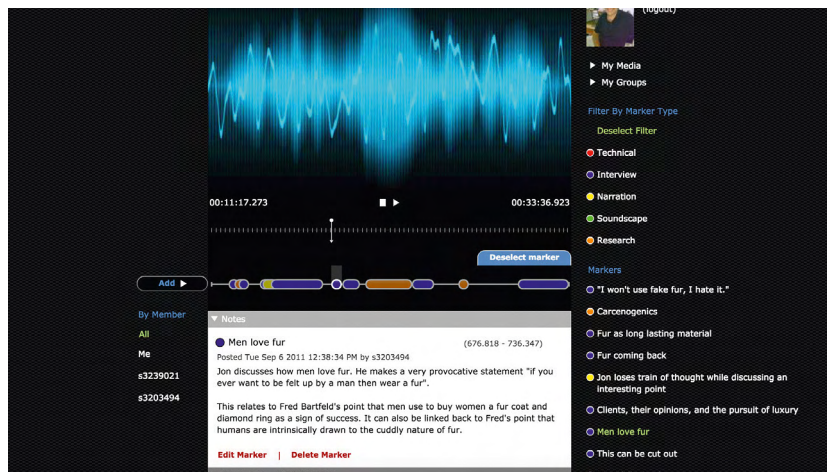 (logout)
My Media
My Groups
Filter By Marker Type
Deselect Filter
Technical
Interview
Narration
Soundscape
Research
00:11:17.273
00:33:36.923
Deselect marker
Add
By Member
All
Me
s3239021
s3203494
Notes
Men love fur (676.818 - 736.347)
Posted Tue Sep 6 2011 12:38:34 PM by s3203494
Jon discusses how men love fur. He makes a very provocative statement "if you
ever want to be felt up by a man then wear a fur".
This relates to Fred Bartfeld's point that men use to buy women a fur coat and
diamond ring as a sign of success. It can also be linked back to Fred's point that
humans are intrinsically drawn to the cuddly nature of fur.
Edit Marker | Delete Marker
Markers
"I won't use fake fur, I hate it."
Carcenogenics
Fur as long lasting material
Fur coming back
Jon loses train of thought while discussing an
interesting point
Clients, their opinions, and the pursuit of luxury
Men love fur
This can be cut out